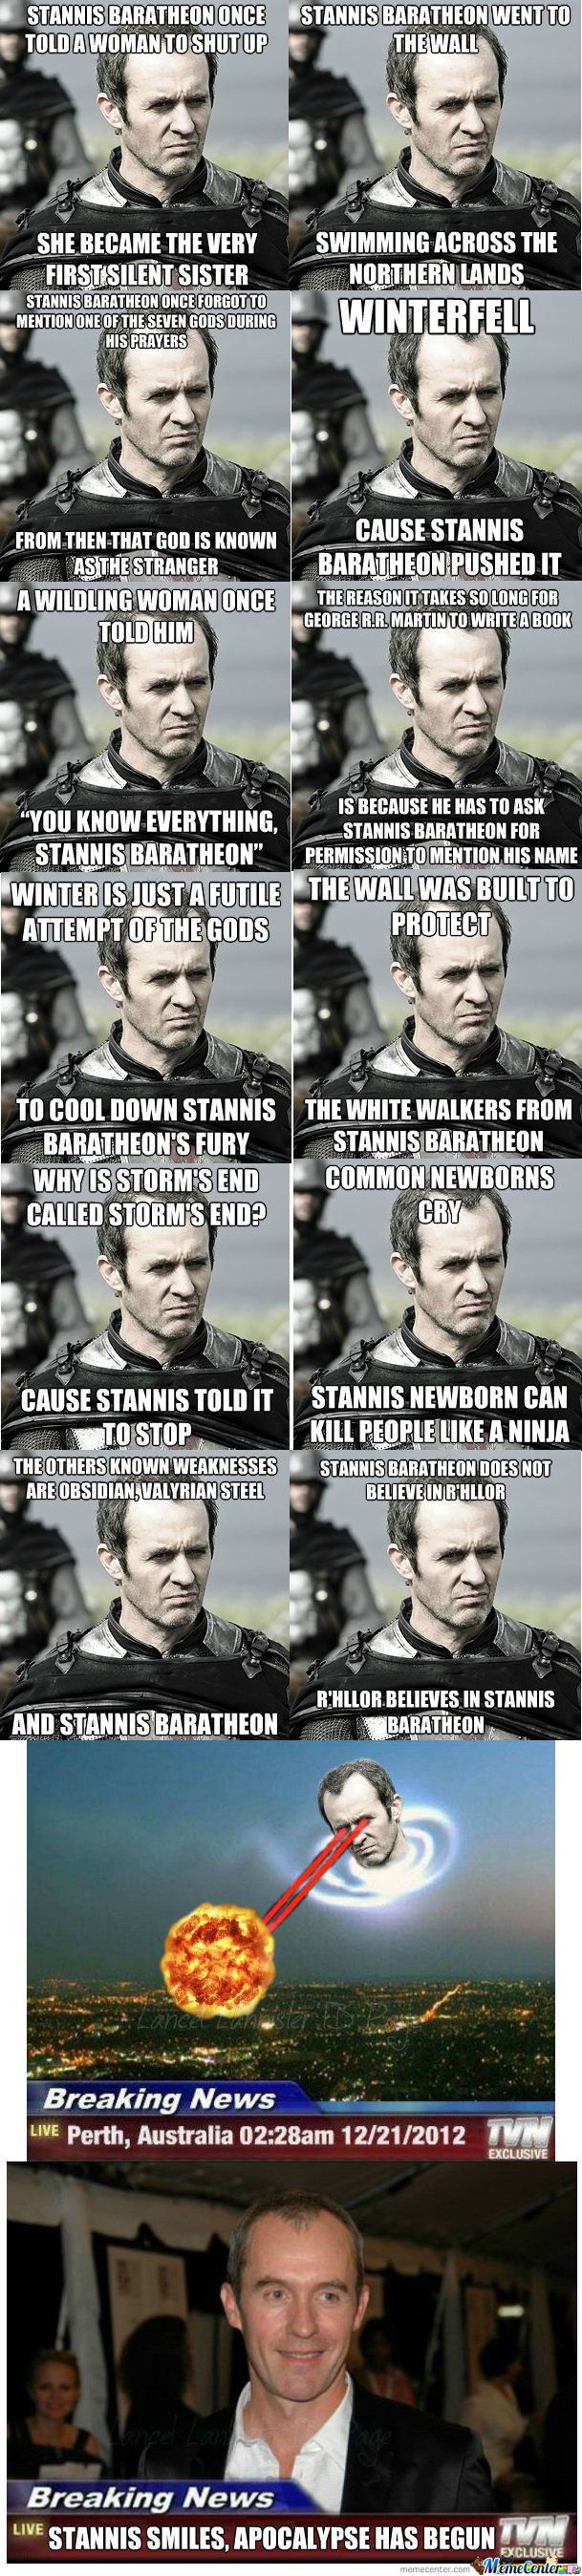 STANNIS BARATHEON ONCE
TOLD A WOMAN TO SHUT UP
SHE BECAME THE VERY
FIRST SILENT SISTER
STANNIS BARATHEON WENT TO
THE WALL
SWIMMING ACROSS THE
NORTHERN LANDS
STANNIS BARATHEON ONCE FORGOT TO
MENTION ONE OF THE SEVEN GODS DURING
HIS PRAYERS
FROM THEN THAT GOD IS KNOWN
AS THE STRANGER
WINTERFELL
CAUSE STANNIS
BARATHEON PUSHED IT
A WILDLING WOMAN ONCE
TOLD HIM
"YOU KNOW EVERYTHING,
STANNIS BARATHEON"
THE REASON IT TAKES SO LONG FOR
GEORGE R.R. MARTIN TO WRITE A BOOK
IS BECAUSE HE HAS TO ASK
STANNIS BARATHEON FOR
PERMISSION TO MENTION HIS NAME
WINTER IS JUST A FUTILE
ATTEMPT OF THE GODS
TO COOL DOWN STANNIS
BARATHEON'S FURY
THE WALL WAS BUILT TO
PROTECT
THE WHITE WALKERS FROM
STANNIS BARATHEON
WHY IS STORM'S END
CALLED STORM'S END?
CAUSE STANNIS TOLD IT
TO STOP
COMMON NEWBORNS
CRY
STANNIS NEWBORN CAN
KILL PEOPLE LIKE A NINJA
THE OTHERS KNOWN WEAKNESSES
ARE OBSIDIAN, VALYRIAN STEEL
AND STANNIS BARATHEON
STANNIS BARATHEON DOES NOT
BELIEVE IN R'HLLOR
R'HLLOR BELIEVES IN STANNIS
BARATHEON
Lancel Lannister FB Page
Breaking News
LIVE Perth, Australia 02:28am 12/21/2012
TVN
EXCLUSIVE
Lancel Lannister FB Page
Breaking News
LIVE STANNIS SMILES, APOCALYPSE HAS BEGUN
TVN
EXCLUSIVE
memecenter.com MemeCenter